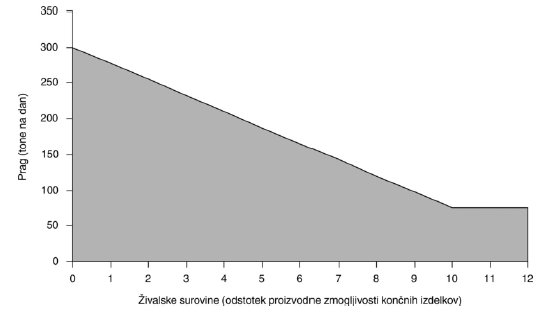 350
300
250
200
150
100
50
0
Prag (tone na dan)
0 1 2 3 4 5 6 7 8 9 10 11 12
Živalske surovine (odstotek proizvodne zmogljivosti končnih izdelkov)